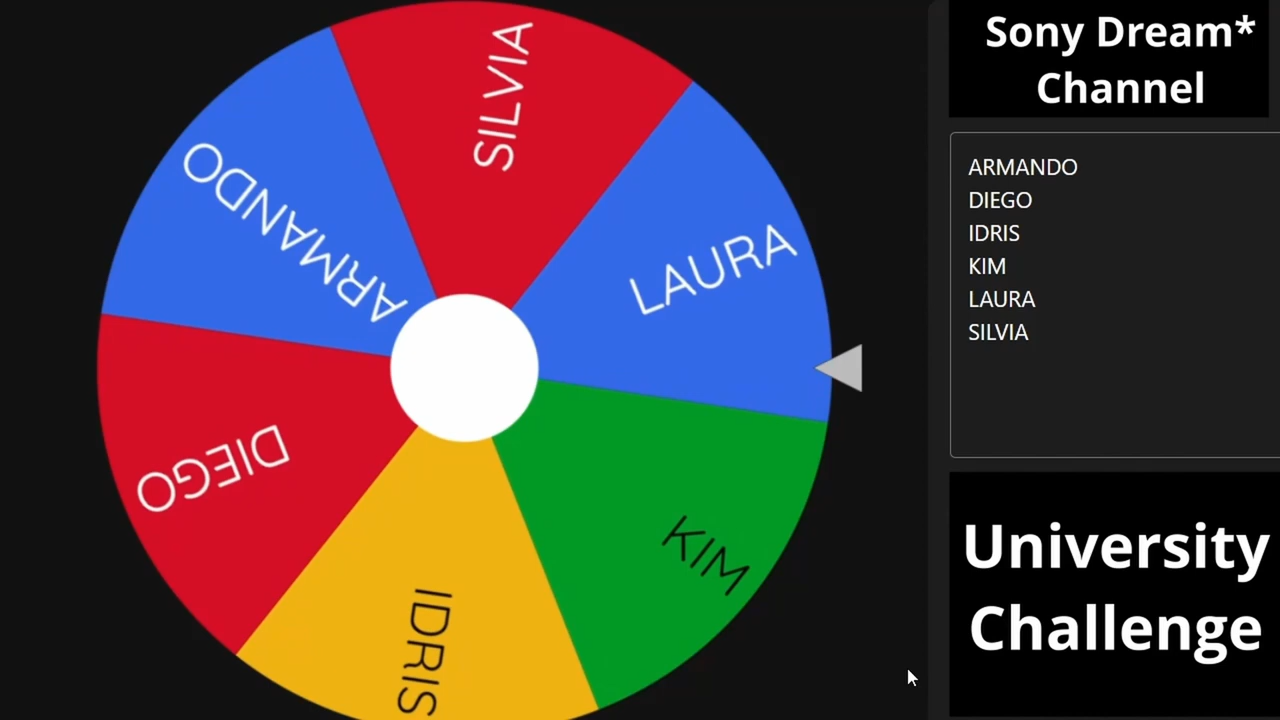 SILVIA
ARMANDO
LAURA
DIEGO
KIM
IDRIS
Sony Dream*
Channel
ARMANDO
DIEGO
IDRIS
KIM
LAURA
SILVIA
University
Challenge